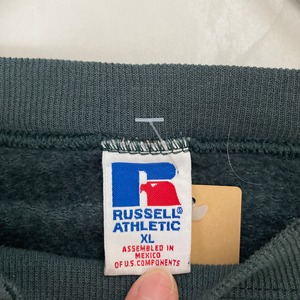 RUSSELL®
ATHLETIC
XL
ASSEMBLED IN
MEXICO
OF U.S. COMPONENTS